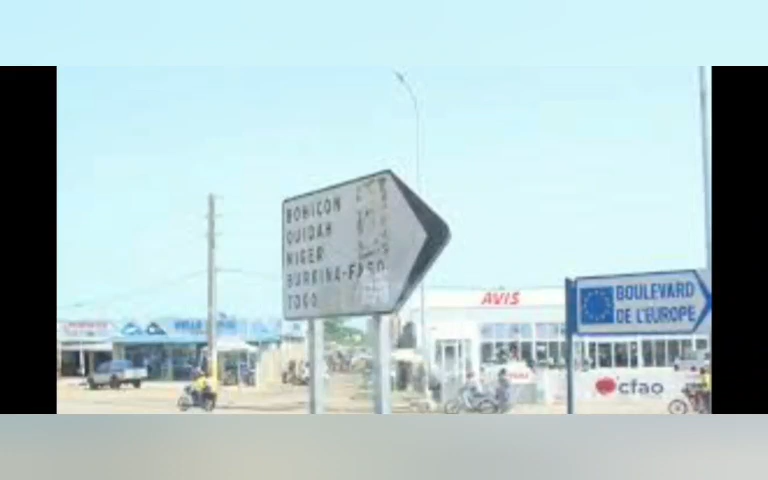 BOHICON
OUIDAH
NIGER
BURKINA-FASO
TOGO
AVIS
BOULEVARD
DE L'EUROPE
cfao